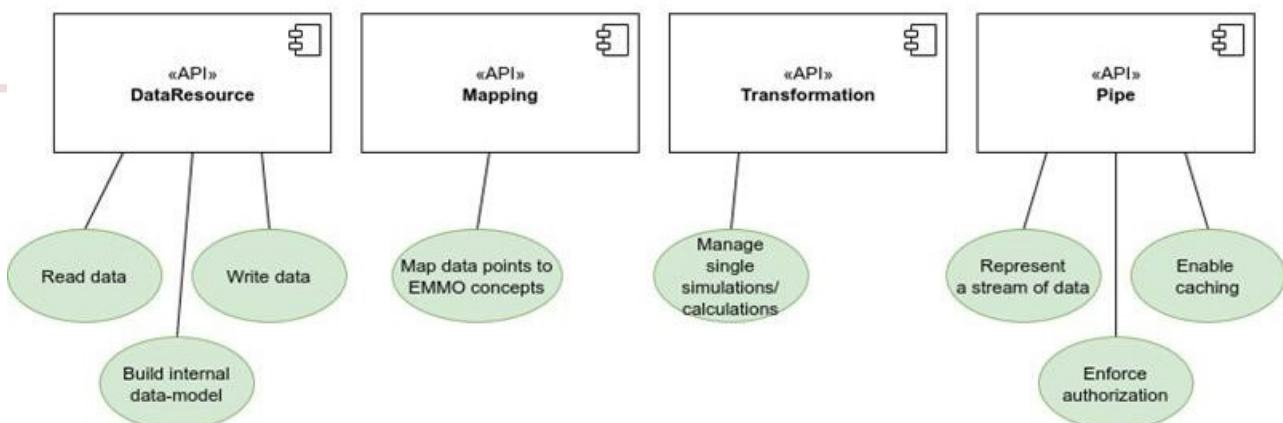 «API»
DataResource
«API»
Mapping
«API»
Transformation
«API»
Pipe
Read data
Write data
Build internal
data-model
Map data points to
EMMO concepts
Manage
single
simulations/
calculations
Represent
a stream of data
Enable
caching
Enforce
authorization